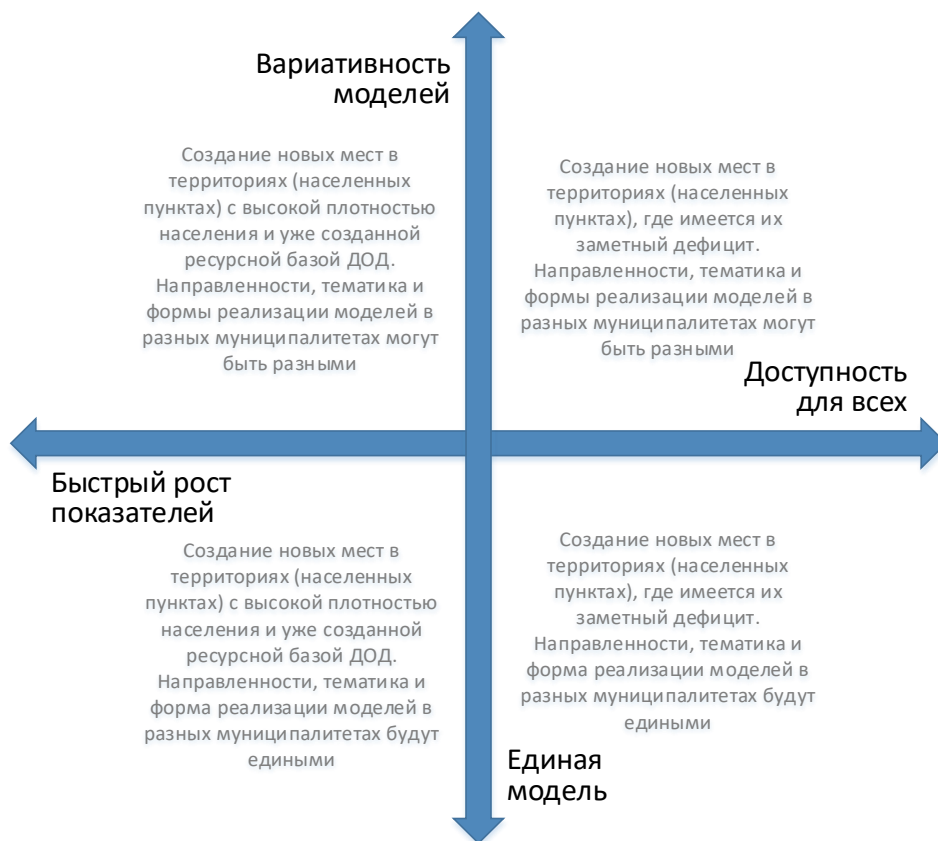 Вариативность
моделей
Создание новых мест в
территориях (населенных
пунктах) с высокой плотностью
населения и уже созданной
ресурсной базой ДОД.
Направленности, тематика и
формы реализации моделей в
разных муниципалитетах могут
быть разными
Создание новых мест в
территориях (населенных
пунктах), где имеется их
заметный дефицит.
Направленности, тематика и
формы реализации моделей в
разных муниципалитетах могут
быть разными
Доступность
для всех
Быстрый рост
показателей
Создание новых мест в
территориях (населенных
пунктах) с высокой плотностью
населения и уже созданной
ресурсной базой ДОД.
Направленности, тематика и
форма реализации моделей в
разных муниципалитетах будут
едиными
Создание новых мест в
территориях (населенных
пунктах), где имеется их
заметный дефицит.
Направленности, тематика и
форма реализации моделей в
разных муниципалитетах будут
едиными
Единая
модель